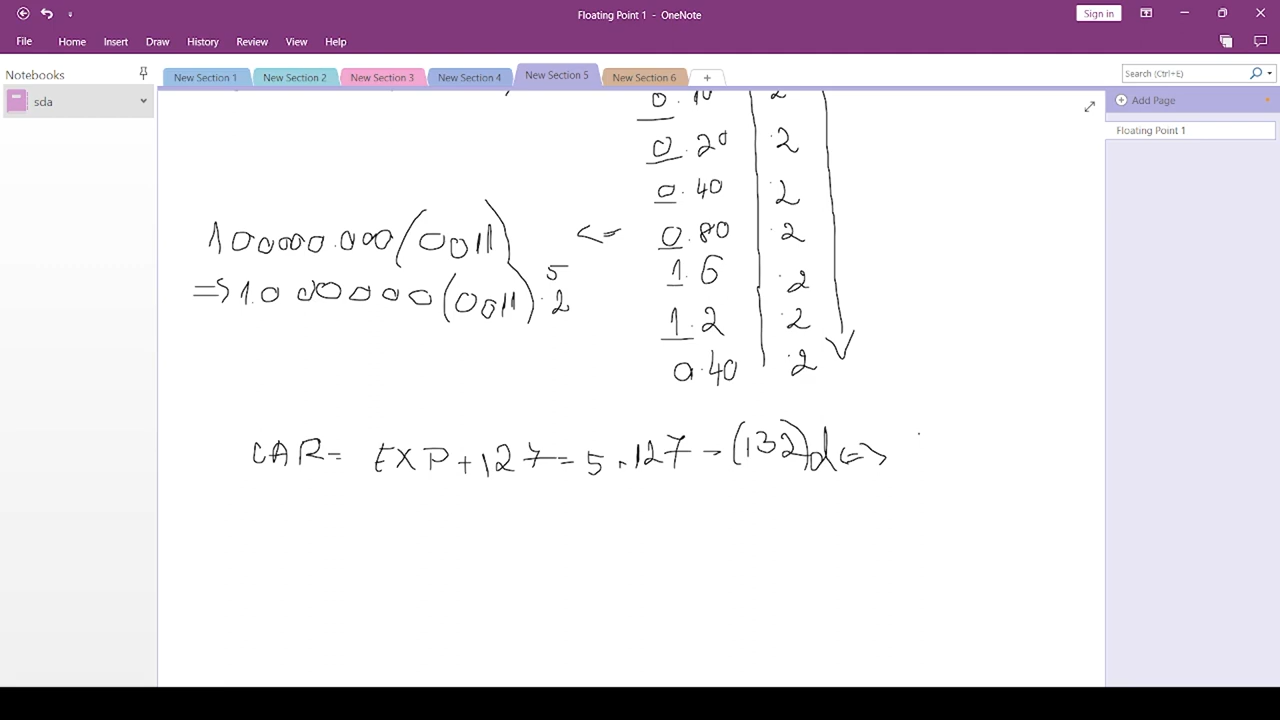 Floating Point 1 - OneNote
Sign in
File Home Insert Draw History Review View Help
Notebooks
New Section 1 New Section 2 New Section 3 New Section 4 New Section 5 New Section 6 +
Search (Ctrl+E)
sda
Add Page
Floating Point 1
0.10 2
0.20 .2
0.40 .2
100000.000(0011) <= 0.80 .2
=>1.00000000(0011).2 5
1.6 .2
1.2 .2
0.40 .2
CAR= EXP+127=5.127-(132)d<=>